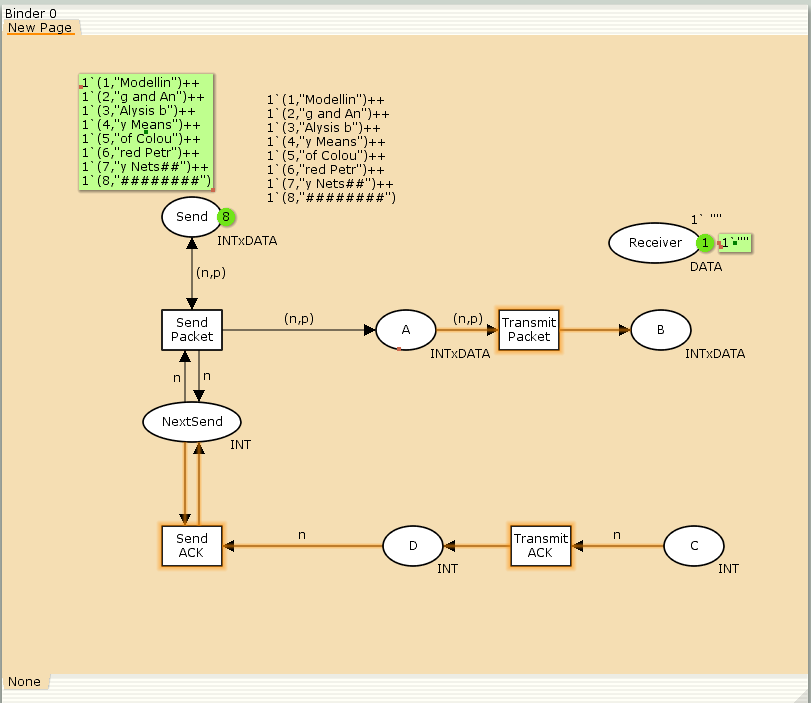 Binder 0
New Page
1`(1,"Modellin")++
1`(2,"g and An")++
1`(3,"Alysis b")++
1`(4,"y Means")++
1`(5,"of Colou")++
1`(6,"red Petr")++
1`(7,"y Nets##")++
1`(8,"########")
1`(1,"Modellin")++
1`(2,"g and An")++
1`(3,"Alysis b")++
1`(4,"y Means")++
1`(5,"of Colou")++
1`(6,"red Petr")++
1`(7,"y Nets##")++
1`(8,"########")
Send
8
INTxDATA
1` ""
Receiver
1
1`""
DATA
(n,p)
Send
Packet
(n,p)
A
INTxDATA
(n,p)
Transmit
Packet
B
INTxDATA
n
n
NextSend
INT
Send
ACK
n
D
INT
Transmit
ACK
n
C
INT
None